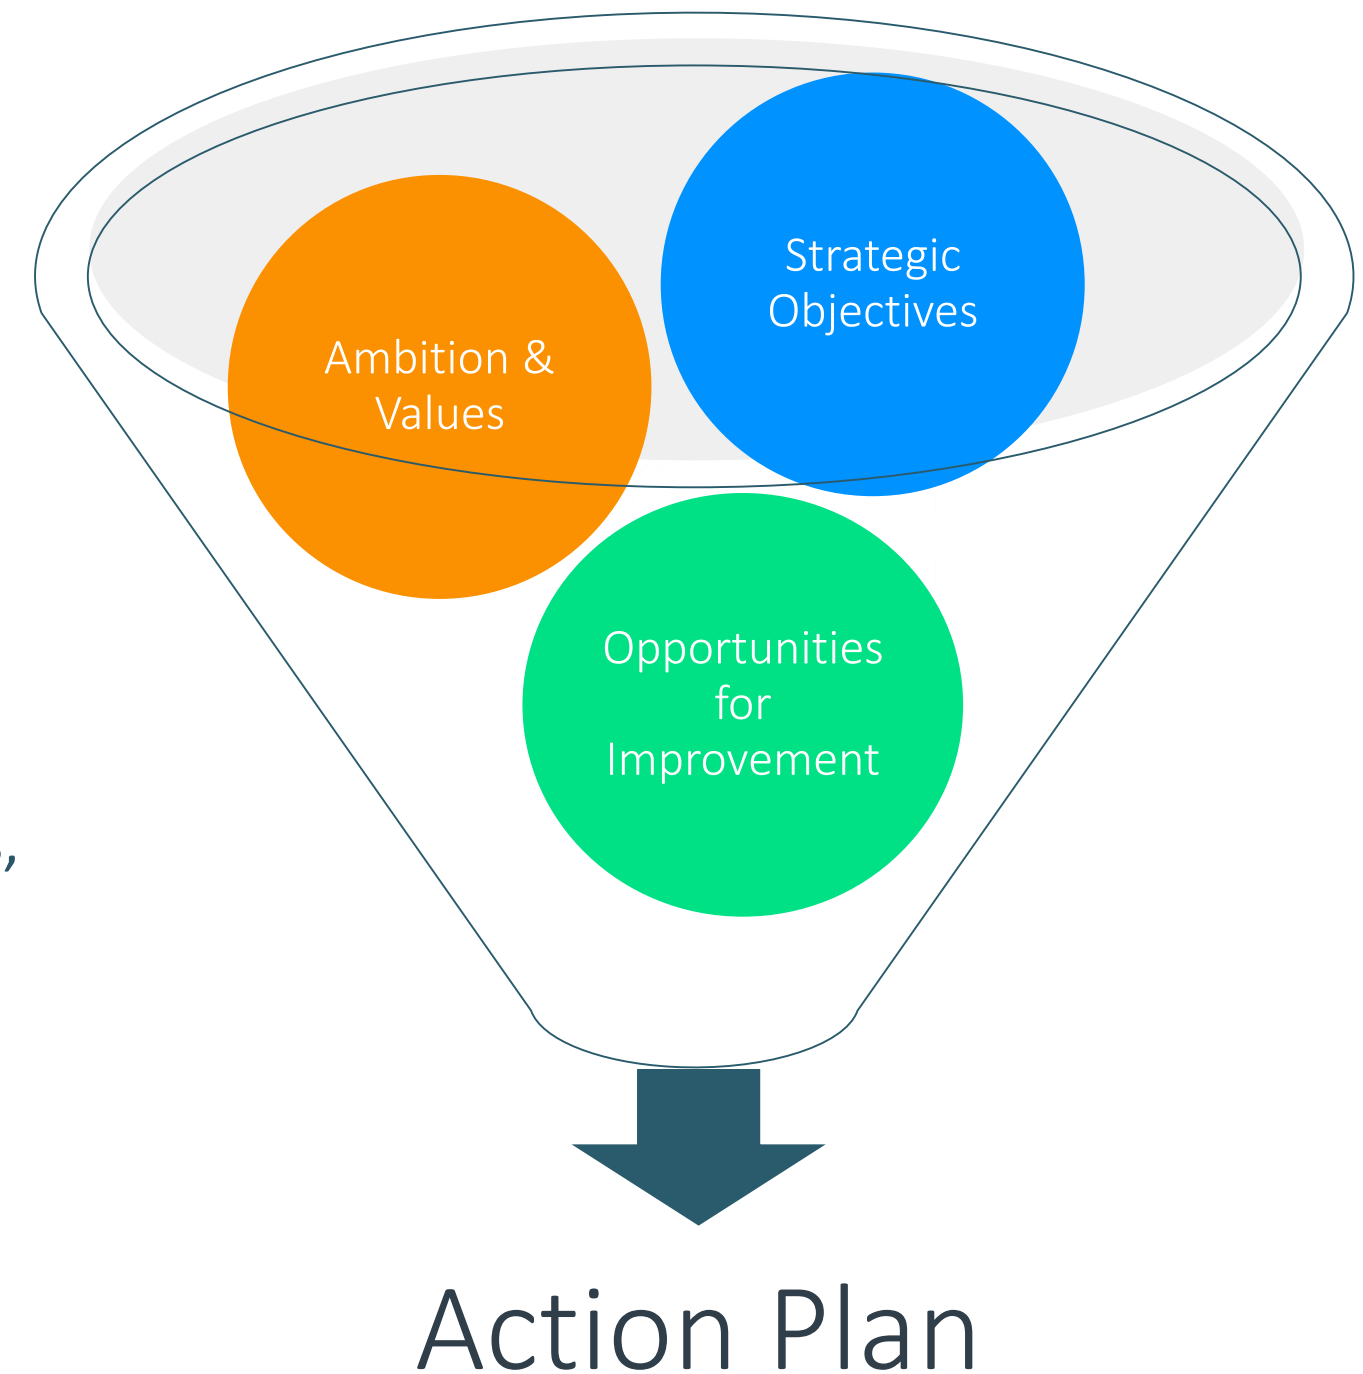 Strategic
Objectives
Ambition &
Values
Opportunities
for
Improvement
Action Plan